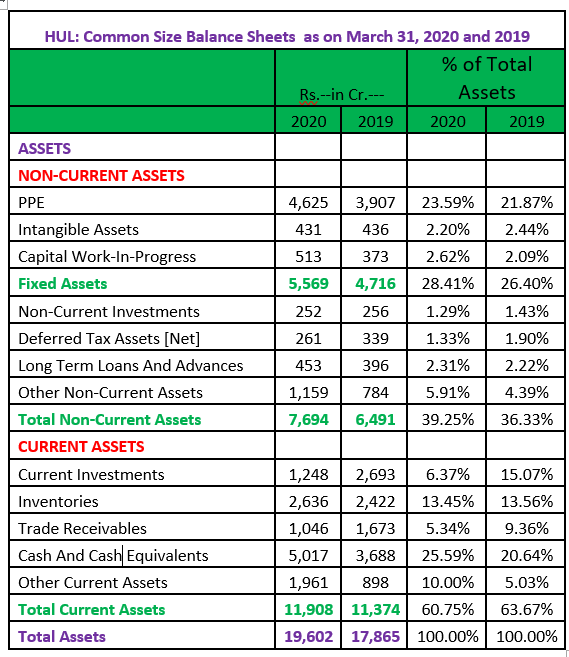 HUL: Common Size Balance Sheets as on March 31, 2020 and 2019
% of Total
Rs.--in Cr.--- Assets
2020 2019 2020 2019
ASSETS
NON-CURRENT ASSETS
PPE 4,625 3,907 23.59% 21.87%
Intangible Assets 431 436 2.20% 2.44%
Capital Work-In-Progress 513 373 2.62% 2.09%
Fixed Assets 5,569 4,716 28.41% 26.40%
Non-Current Investments 252 256 1.29% 1.43%
Deferred Tax Assets [Net] 261 339 1.33% 1.90%
Long Term Loans And Advances 453 396 2.31% 2.22%
Other Non-Current Assets 1,159 784 5.91% 4.39%
Total Non-Current Assets 7,694 6,491 39.25% 36.33%
CURRENT ASSETS
Current Investments 1,248 2,693 6.37% 15.07%
Inventories 2,636 2,422 13.45% 13.56%
Trade Receivables 1,046 1,673 5.34% 9.36%
Cash And Cash Equivalents 5,017 3,688 25.59% 20.64%
Other Current Assets 1,961 898 10.00% 5.03%
Total Current Assets 11,908 11,374 60.75% 63.67%
Total Assets 19,602 17,865 100.00% 100.00%